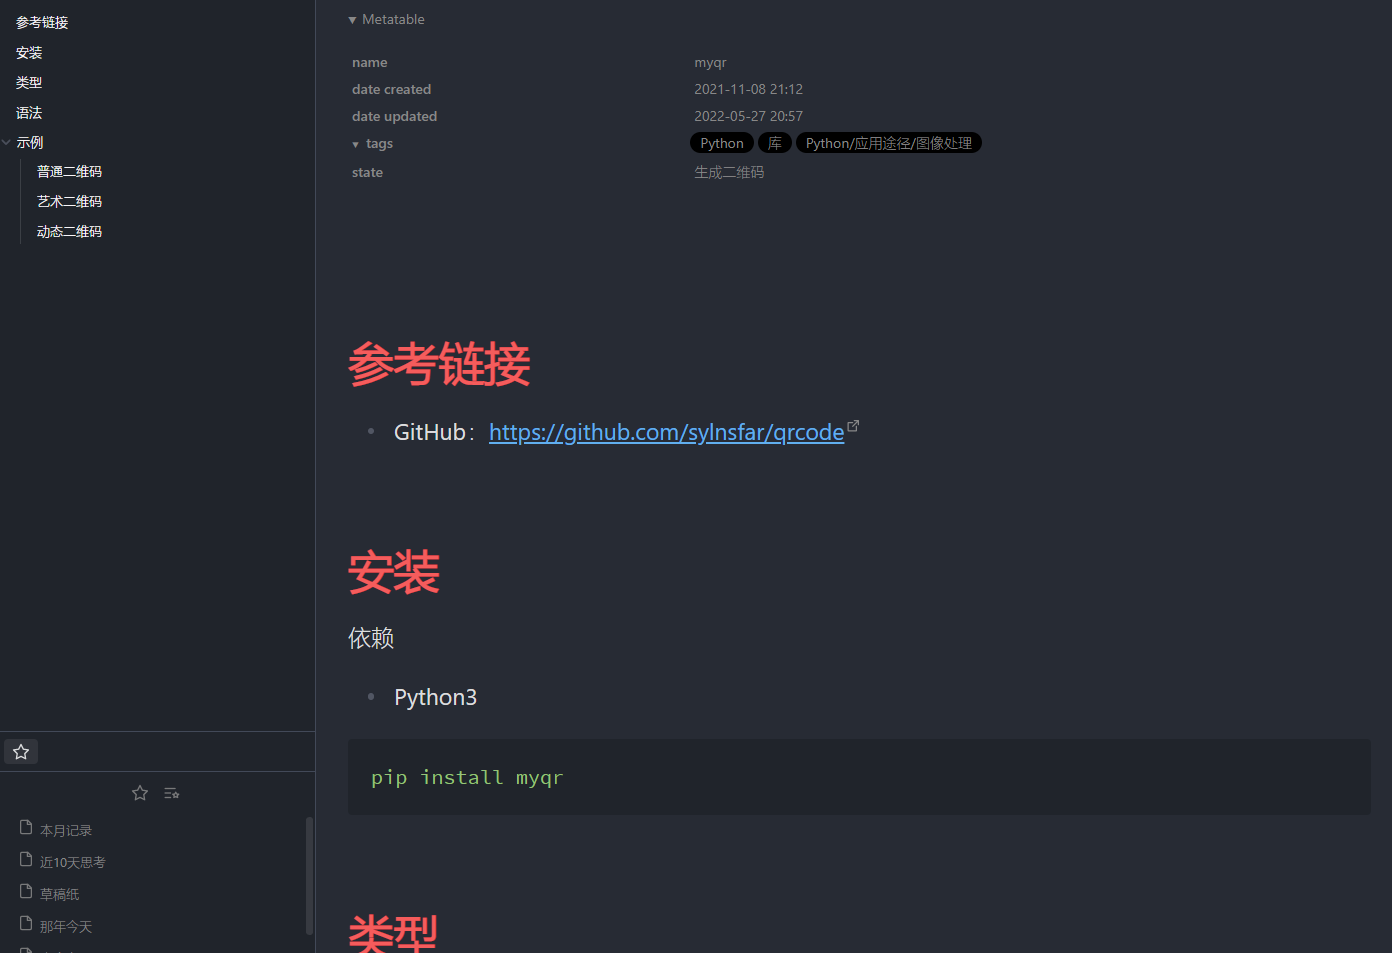 参考链接
安装
类型
语法
示例
普通二维码
艺术二维码
动态二维码
本月记录
近10天思考
草稿纸
那年今天
Metatable
name myqr
date created 2021-11-08 21:12
date updated 2022-05-27 20:57
tags Python 库 Python/应用途径/图像处理
state 生成二维码
参考链接
GitHub：https://github.com/sylnsfar/qrcode
安装
依赖
Python3
pip install myqr
类型